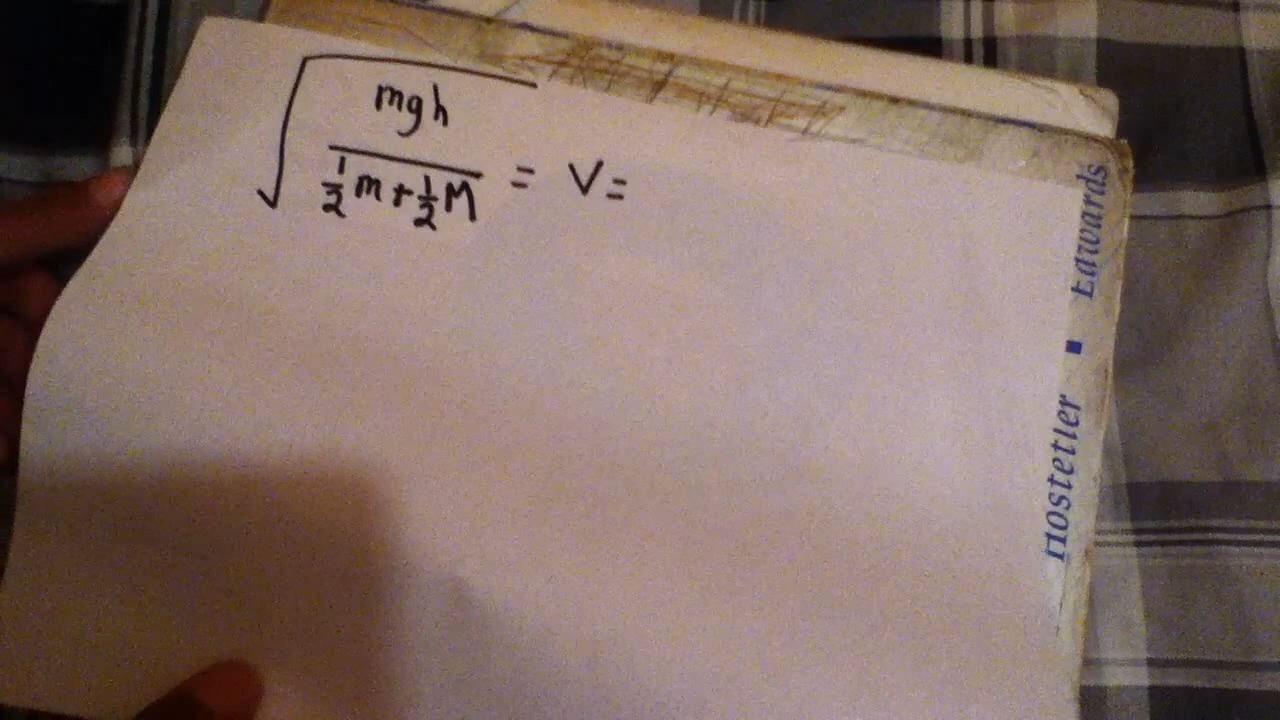 √(mgh / (½m + ½M)) = V =
Hostetler ▪ Edwards